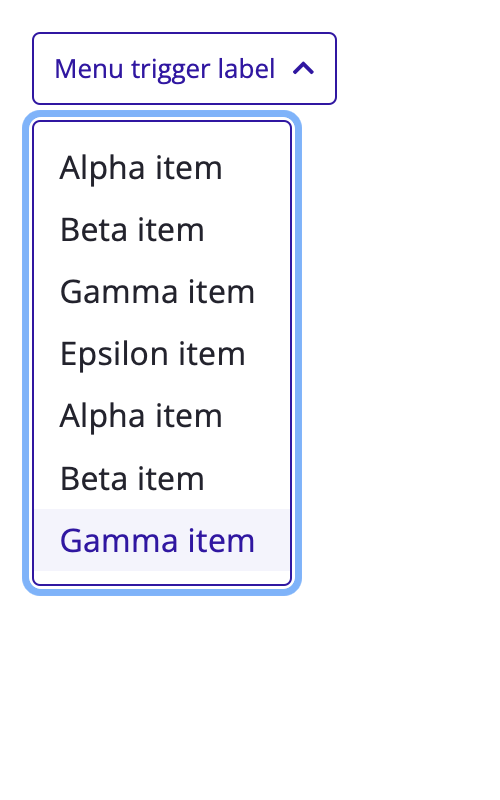 Menu trigger label
Alpha item
Beta item
Gamma item
Epsilon item
Alpha item
Beta item
Gamma item